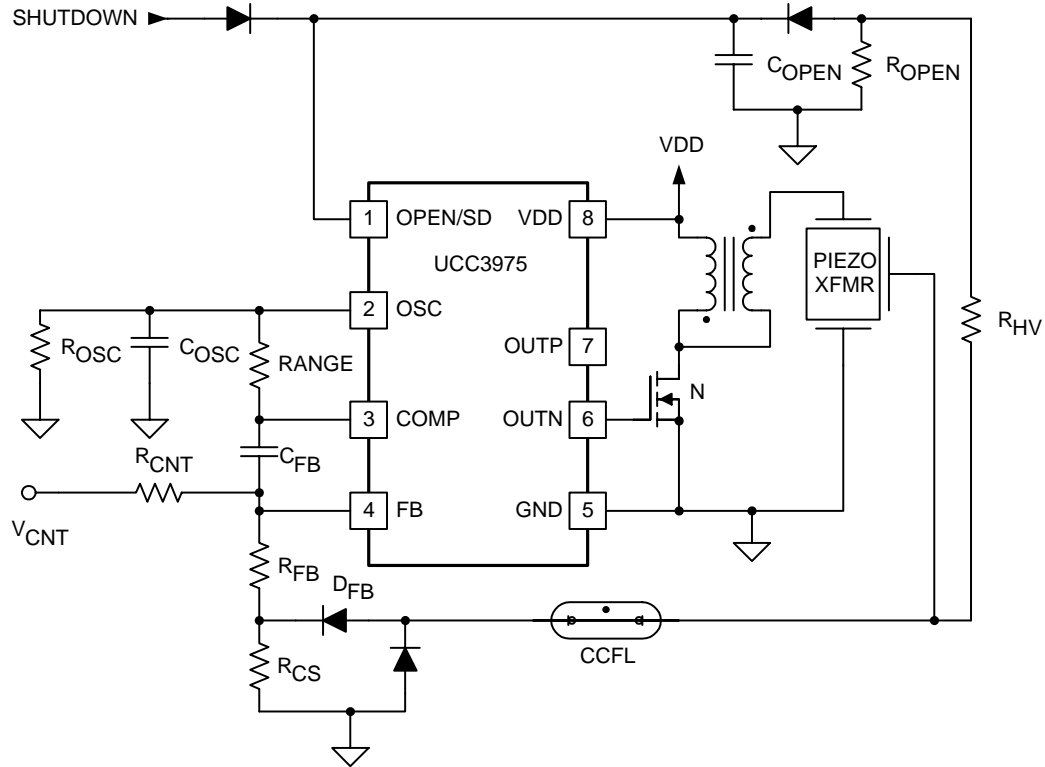 SHUTDOWN
COPEN
ROPEN
VDD
1 OPEN/SD VDD 8
UCC3975
PIEZO
XFMR
2 OSC
RHV
ROSC
COSC
RANGE
OUTP 7
N
3 COMP OUTN 6
RCNT
CFB
4 FB GND 5
VCNT
RFB
DFB
RCS
CCFL